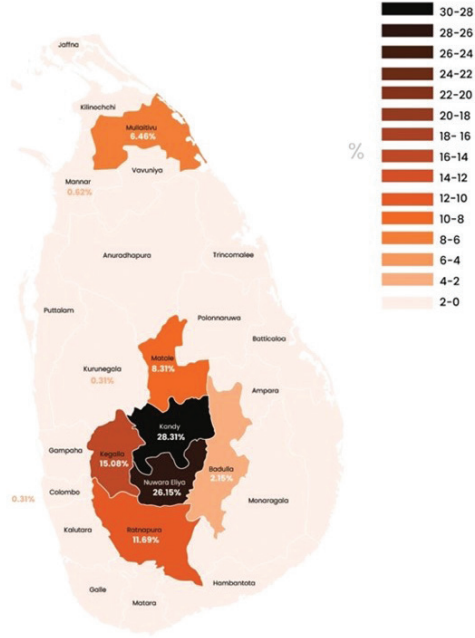 Jaffna
Kilinochchi
Mullaitivu
6.46%
Vavuniya
Mannar
0.62%
Anuradhapura
Trincomalee
Puttalam
Polonnaruwa
Batticaloa
Matale
8.31%
Kurunegala
0.31%
Ampara
Kandy
28.31%
Gampaha
Kegalla
15.08%
Badulla
2.15%
Nuwara Eliya
26.15%
0.31%
Colombo
Monaragala
Kalutara
Ratnapura
11.69%
Hambantota
Galle
Matara
%
30-28
28-26
26-24
24-22
22-20
20-18
18- 16
16-14
14-12
12-10
10-8
8-6
6-4
4-2
2-0